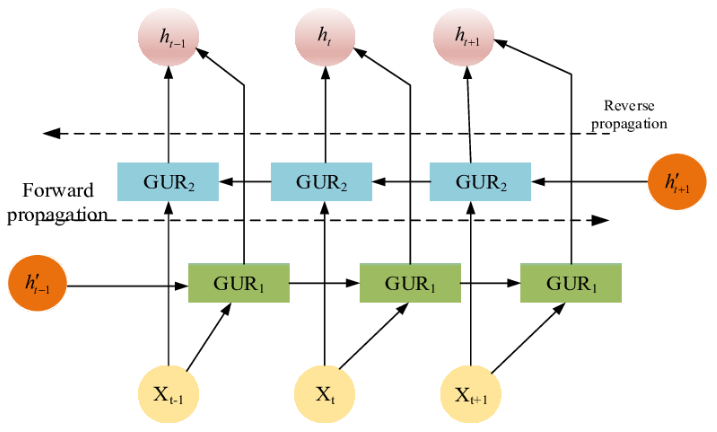 h_{t-1}
h_t
h_{t+1}
Reverse
propagation
GUR₂
GUR₂
GUR₂
h'_{t+1}
Forward
propagation
h'_{t-1}
GUR₁
GUR₁
GUR₁
X_{t-1}
X_t
X_{t+1}